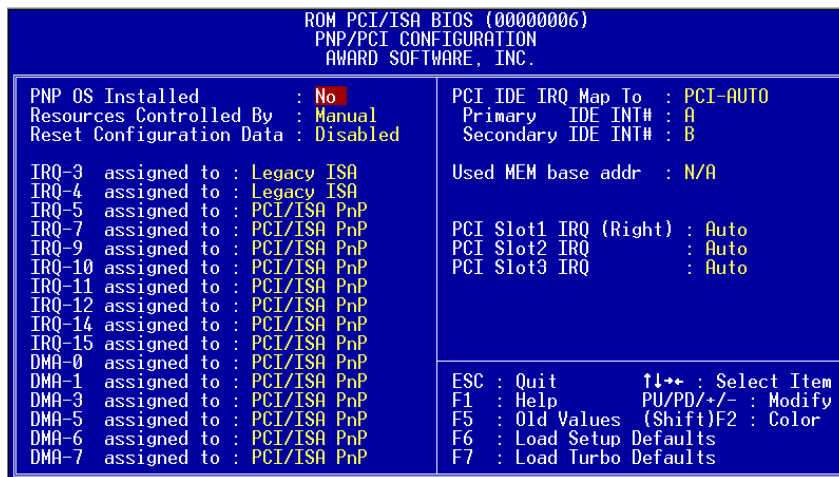 ROM PCI/ISA BIOS (00000006)
PNP/PCI CONFIGURATION
AWARD SOFTWARE, INC.
PNP OS Installed : No
Resources Controlled By : Manual
Reset Configuration Data : Disabled
IRQ-3 assigned to : Legacy ISA
IRQ-4 assigned to : Legacy ISA
IRQ-5 assigned to : PCI/ISA PnP
IRQ-7 assigned to : PCI/ISA PnP
IRQ-9 assigned to : PCI/ISA PnP
IRQ-10 assigned to : PCI/ISA PnP
IRQ-11 assigned to : PCI/ISA PnP
IRQ-12 assigned to : PCI/ISA PnP
IRQ-14 assigned to : PCI/ISA PnP
IRQ-15 assigned to : PCI/ISA PnP
DMA-0 assigned to : PCI/ISA PnP
DMA-1 assigned to : PCI/ISA PnP
DMA-3 assigned to : PCI/ISA PnP
DMA-5 assigned to : PCI/ISA PnP
DMA-6 assigned to : PCI/ISA PnP
DMA-7 assigned to : PCI/ISA PnP
PCI IDE IRQ Map To : PCI-AUTO
Primary IDE INT# : A
Secondary IDE INT# : B
Used MEM base addr : N/A
PCI Slot1 IRQ (Right) : Auto
PCI Slot2 IRQ : Auto
PCI Slot3 IRQ : Auto
ESC : Quit ↑↓→← : Select Item
F1 : Help PU/PD/+/- : Modify
F5 : Old Values (Shift)F2 : Color
F6 : Load Setup Defaults
F7 : Load Turbo Defaults